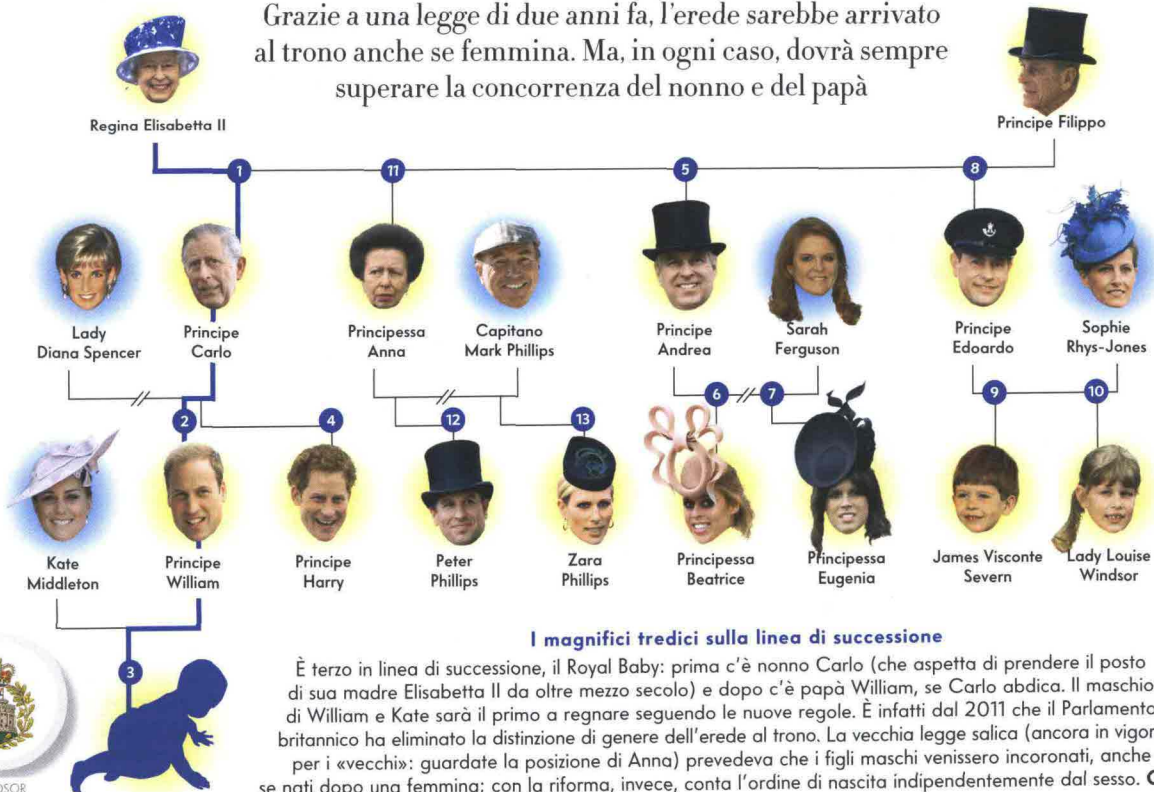 Grazie a una legge di due anni fa, l'erede sarebbe arrivato
al trono anche se femmina. Ma, in ogni caso, dovrà sempre
superare la concorrenza del nonno e del papà
Regina Elisabetta II
Principe Filippo
1
11
5
8
Lady
Diana Spencer
Principe
Carlo
Principessa
Anna
Capitano
Mark Phillips
Principe
Andrea
Sarah
Ferguson
Principe
Edoardo
Sophie
Rhys-Jones
2
4
12
13
6
7
9
10
Kate
Middleton
Principe
William
Principe
Harry
Peter
Phillips
Zara
Phillips
Principessa
Beatrice
Principessa
Eugenia
James Visconte
Severn
Lady Louise
Windsor
3
I magnifici tredici sulla linea di successione
È terzo in linea di successione, il Royal Baby: prima c'è nonno Carlo (che aspetta di prendere il posto
di sua madre Elisabetta II da oltre mezzo secolo) e dopo c'è papà William, se Carlo abdica. Il maschio
di William e Kate sarà il primo a regnare seguendo le nuove regole. È infatti dal 2011 che il Parlamento
britannico ha eliminato la distinzione di genere dell'erede al trono. La vecchia legge salica (ancora in vigor
per i «vecchi»: guardate la posizione di Anna) prevedeva che i figli maschi venissero incoronati, anche
se nati dopo una femmina; con la riforma, invece, conta l'ordine di nascita indipendentemente dal sesso.